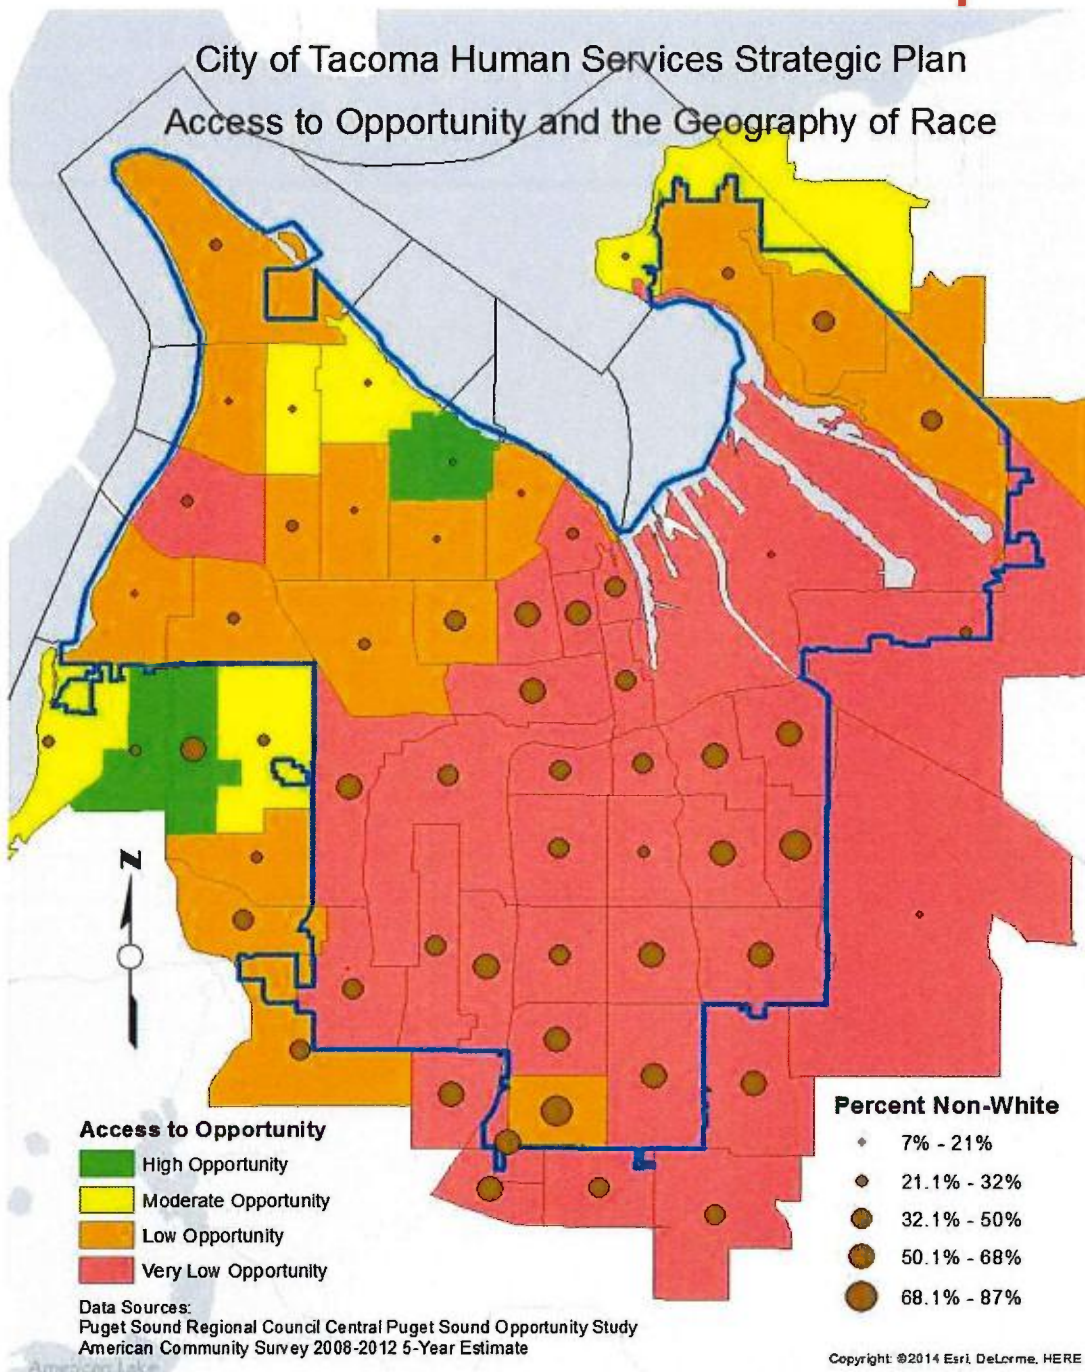 City of Tacoma Human Services Strategic Plan
Access to Opportunity and the Geography of Race
N
Access to Opportunity
High Opportunity
Moderate Opportunity
Low Opportunity
Very Low Opportunity
Percent Non-White
7% - 21%
21.1% - 32%
32.1% - 50%
50.1% - 68%
68.1% - 87%
Data Sources:
Puget Sound Regional Council Central Puget Sound Opportunity Study
American Community Survey 2008-2012 5-Year Estimate
American Lake
Copyright: ©2014 Esri, DeLorme, HERE